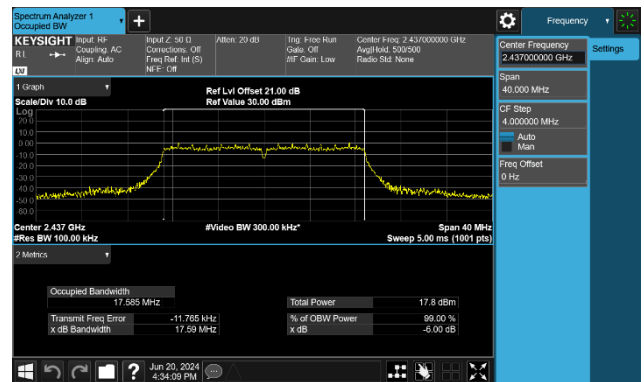 Spectrum Analyzer 1
Occupied BW
+
Frequency
KEYSIGHT
RL
LXI
Input: RF
Coupling: AC
Align: Auto
Input Z: 50 Ω
Corrections: Off
Freq Ref: Int (S)
NFE: Off
Atten: 20 dB
Trig: Free Run
Gate: Off
#IF Gain: Low
Center Freq: 2.437000000 GHz
Avg|Hold: 500/500
Radio Std: None
Center Frequency
2.437000000 GHz
Settings
Span
40.000 MHz
CF Step
4.000000 MHz
Auto
Man
Freq Offset
0 Hz
1 Graph
Scale/Div 10.0 dB
Ref Lvl Offset 21.00 dB
Ref Value 30.00 dBm
Log
20.0
10.0
0.00
-10.0
-20.0
-30.0
-40.0
-50.0
-60.0
Center 2.437 GHz
#Res BW 100.00 kHz
#Video BW 300.00 kHz*
Span 40 MHz
Sweep 5.00 ms (1001 pts)
2 Metrics
Occupied Bandwidth
17.585 MHz
Total Power 17.8 dBm
Transmit Freq Error -11.765 kHz
% of OBW Power 99.00 %
x dB Bandwidth 17.59 MHz
x dB -6.00 dB
?
Jun 20, 2024
4:34:09 PM